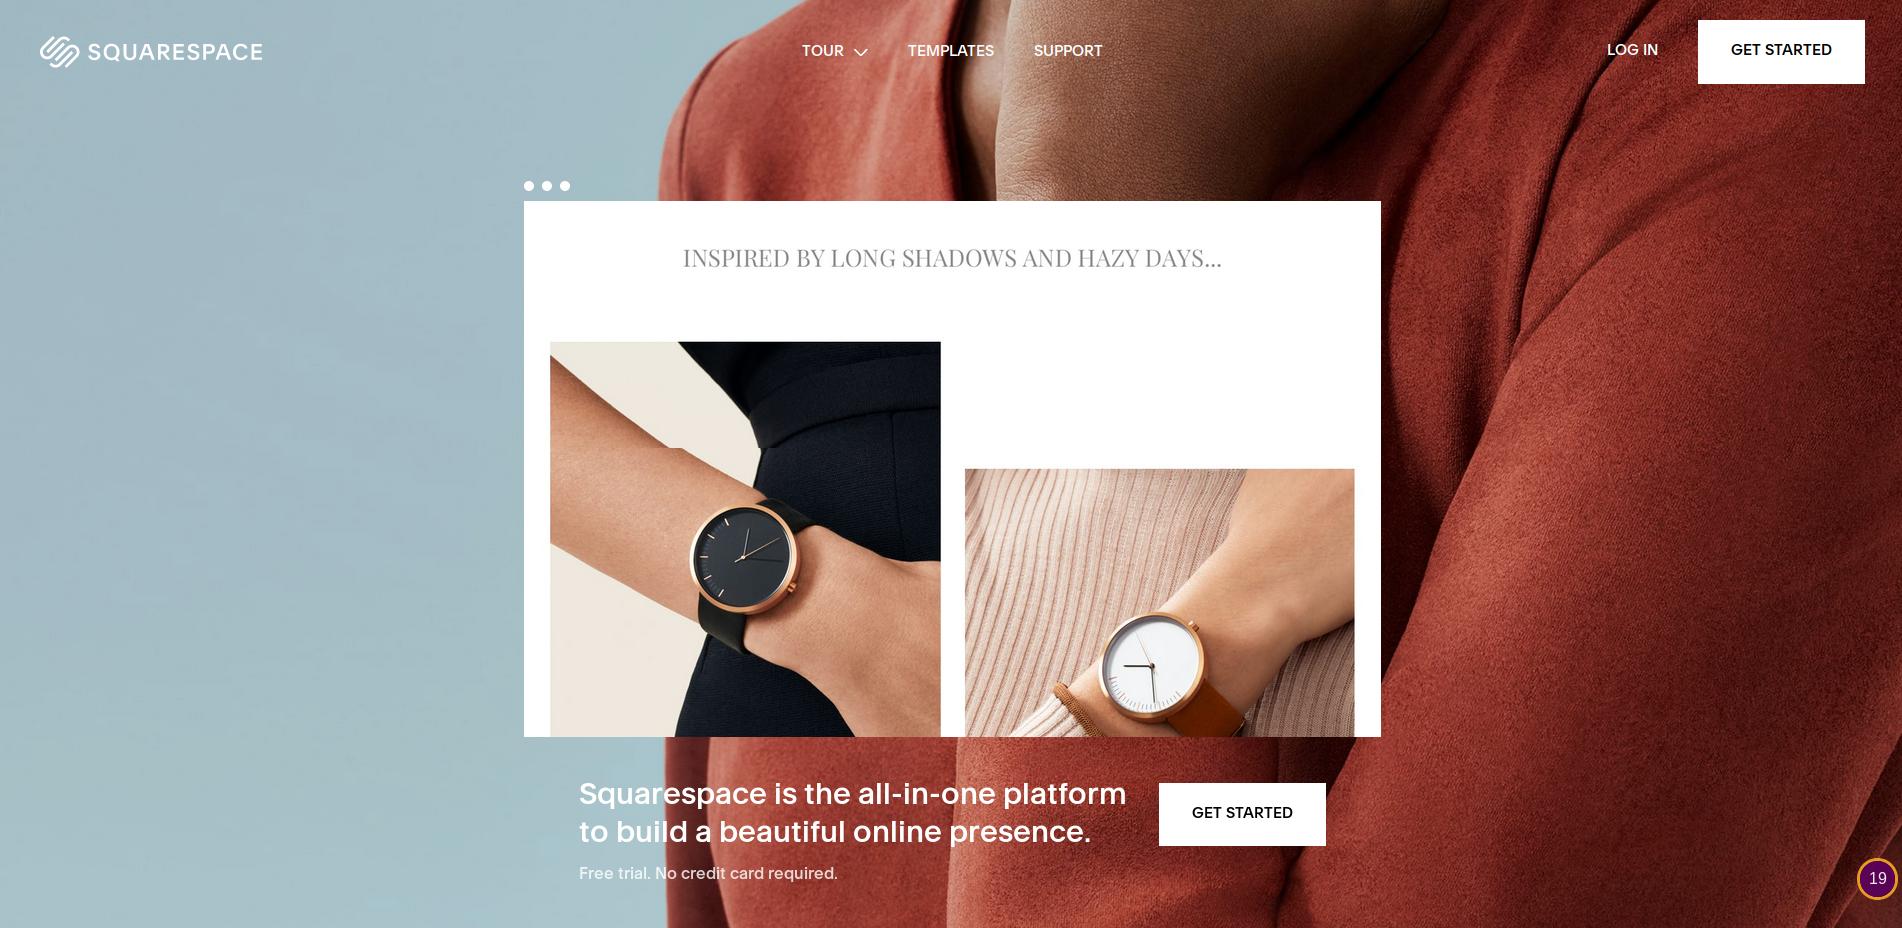 SQUARESPACE
TOUR
TEMPLATES
SUPPORT
LOG IN
GET STARTED
INSPIRED BY LONG SHADOWS AND HAZY DAYS...
Squarespace is the all-in-one platform
to build a beautiful online presence.
GET STARTED
Free trial. No credit card required.
19